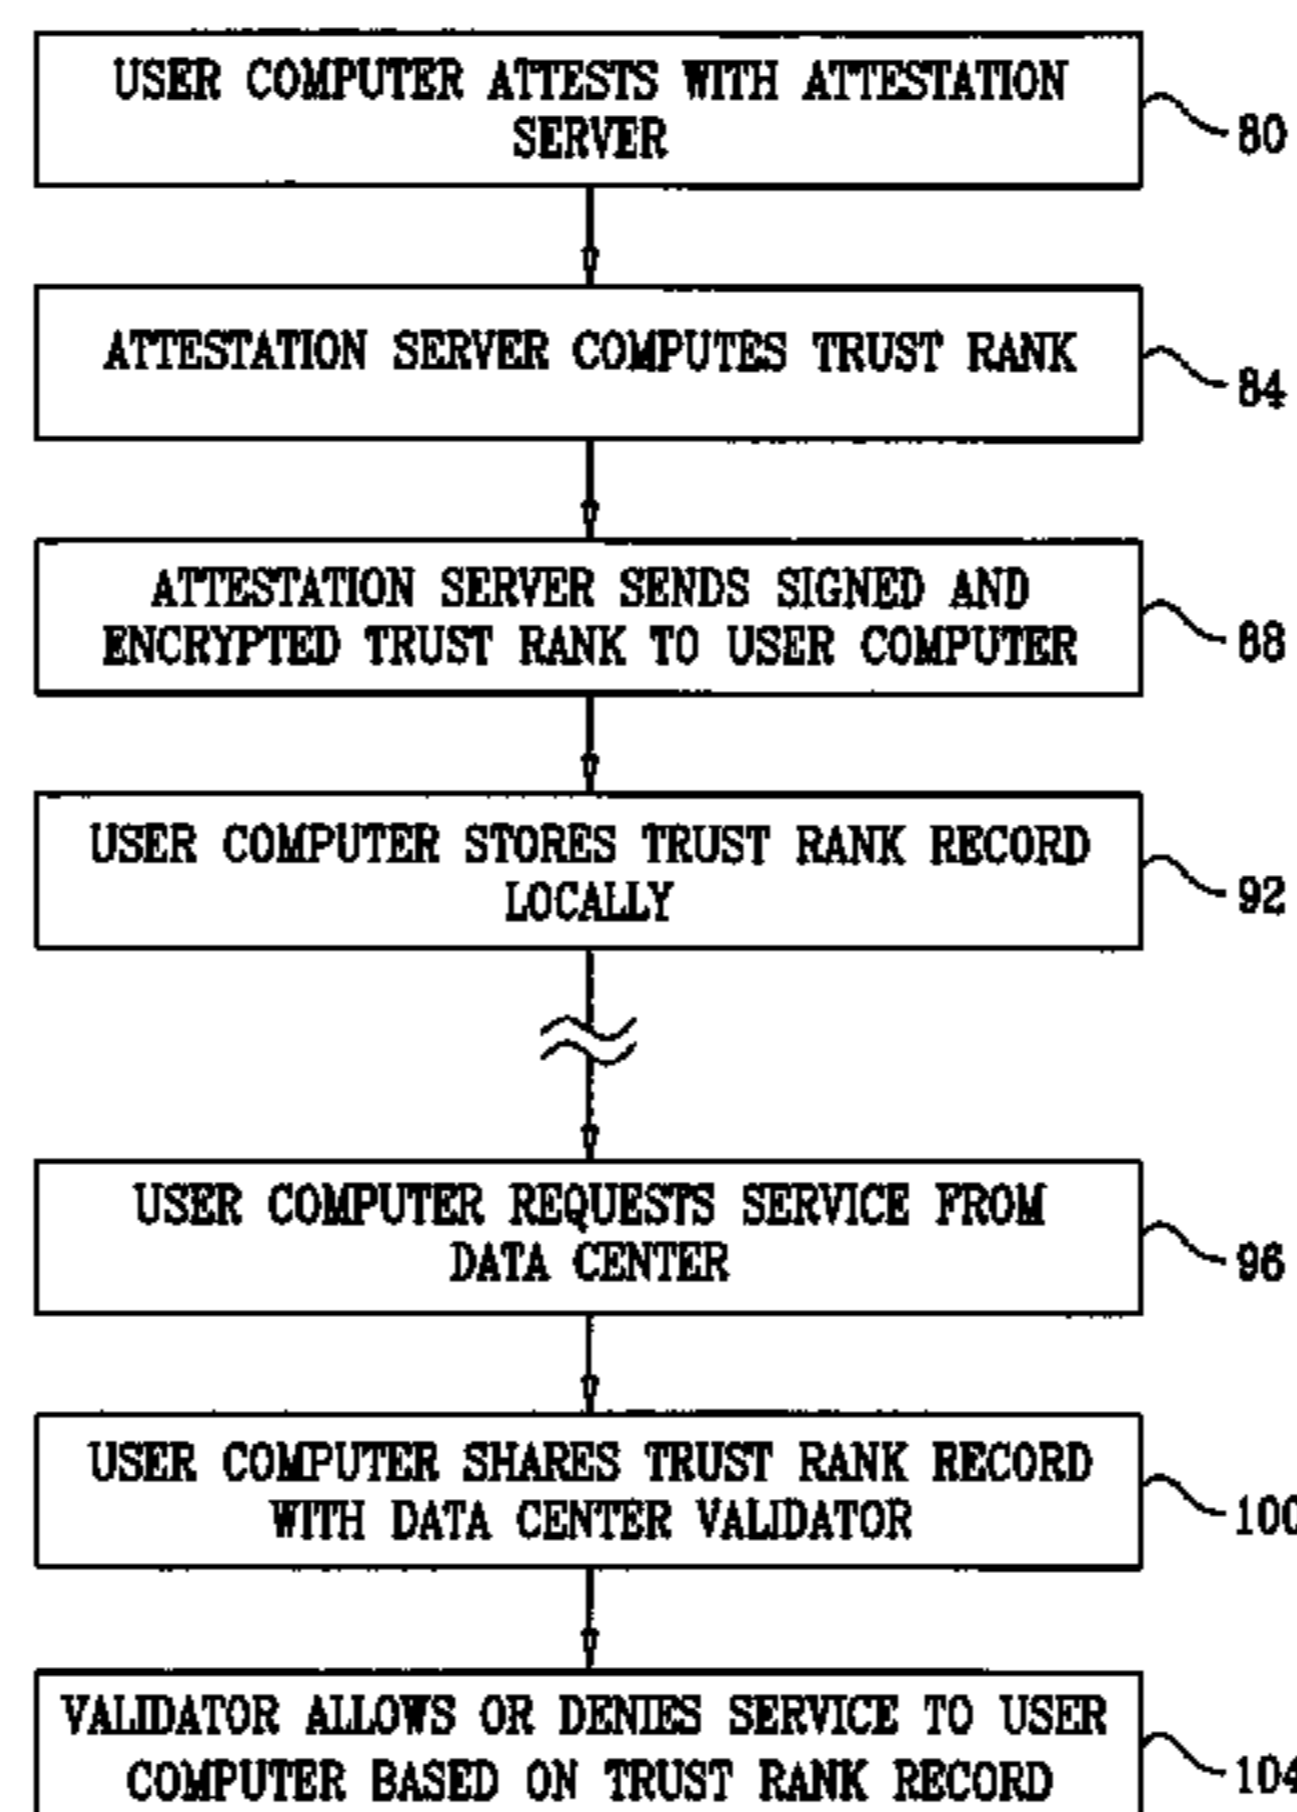 USER COMPUTER ATTESTS WITH ATTESTATION
SERVER
80
ATTESTATION SERVER COMPUTES TRUST RANK
84
ATTESTATION SERVER SENDS SIGNED AND
ENCRYPTED TRUST RANK TO USER COMPUTER
88
USER COMPUTER STORES TRUST RANK RECORD
LOCALLY
92
USER COMPUTER REQUESTS SERVICE FROM
DATA CENTER
96
USER COMPUTER SHARES TRUST RANK RECORD
WITH DATA CENTER VALIDATOR
100
VALIDATOR ALLOWS OR DENIES SERVICE TO USER
COMPUTER BASED ON TRUST RANK RECORD
104